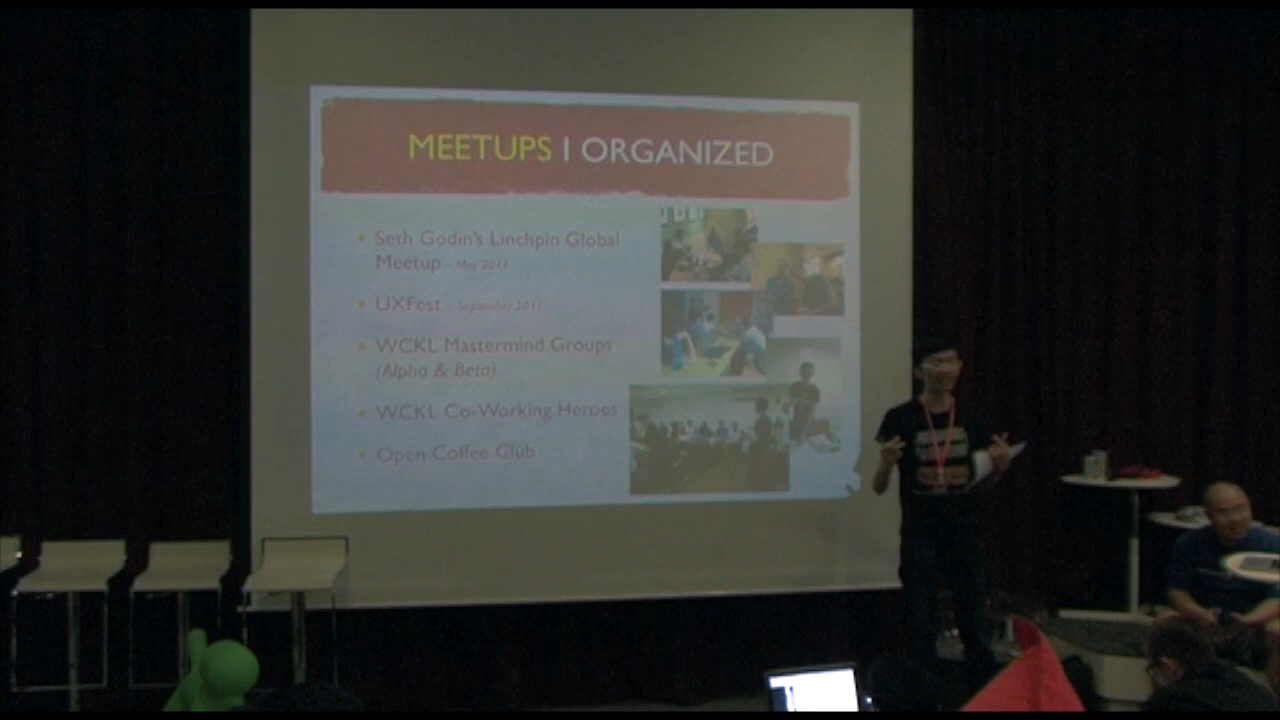 MEETUPS I ORGANIZED
Seth Godin's Linchpin Global
Meetup - May 2011
UXFest - September 2011
WCKL Mastermind Groups
(Alpha & Beta)
WCKL Co-Working Heroes
Open Coffee Club